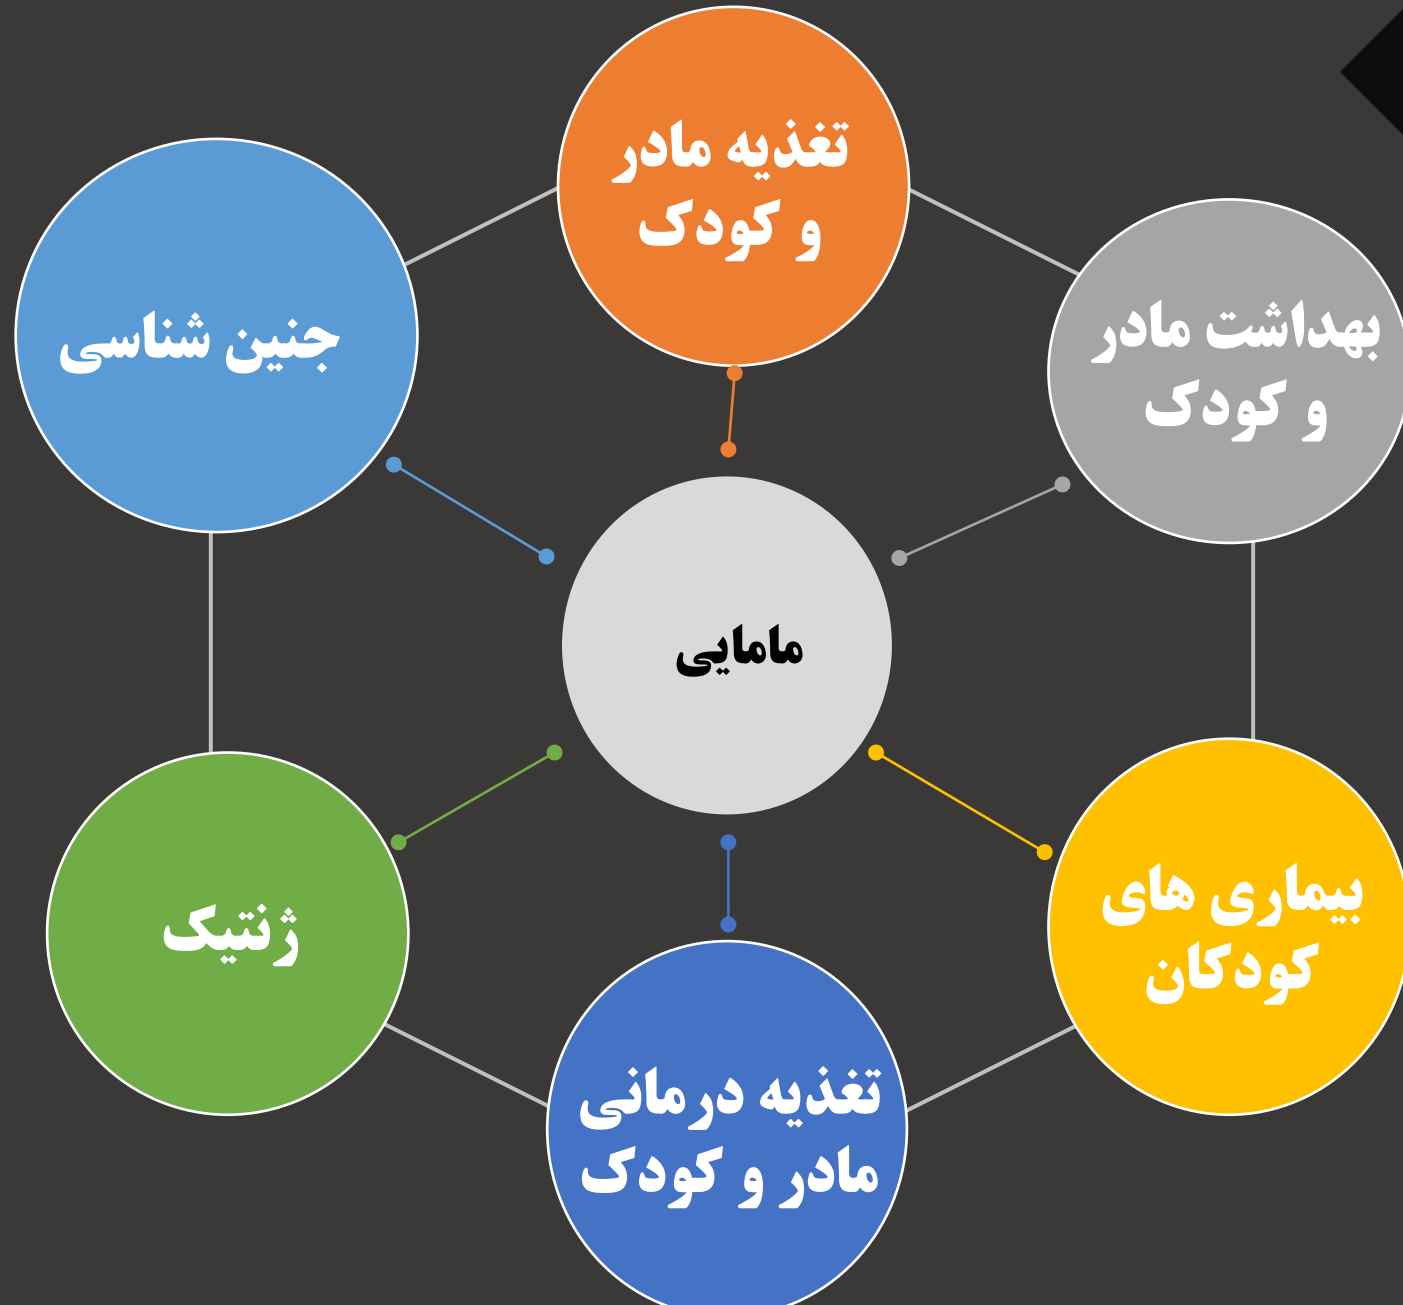 تغذیه مادر
و کودک
بهداشت مادر
و کودک
جنین شناسی
مامایی
بیماری های
کودکان
ژنتیک
تغذیه درمانی
مادر و کودک